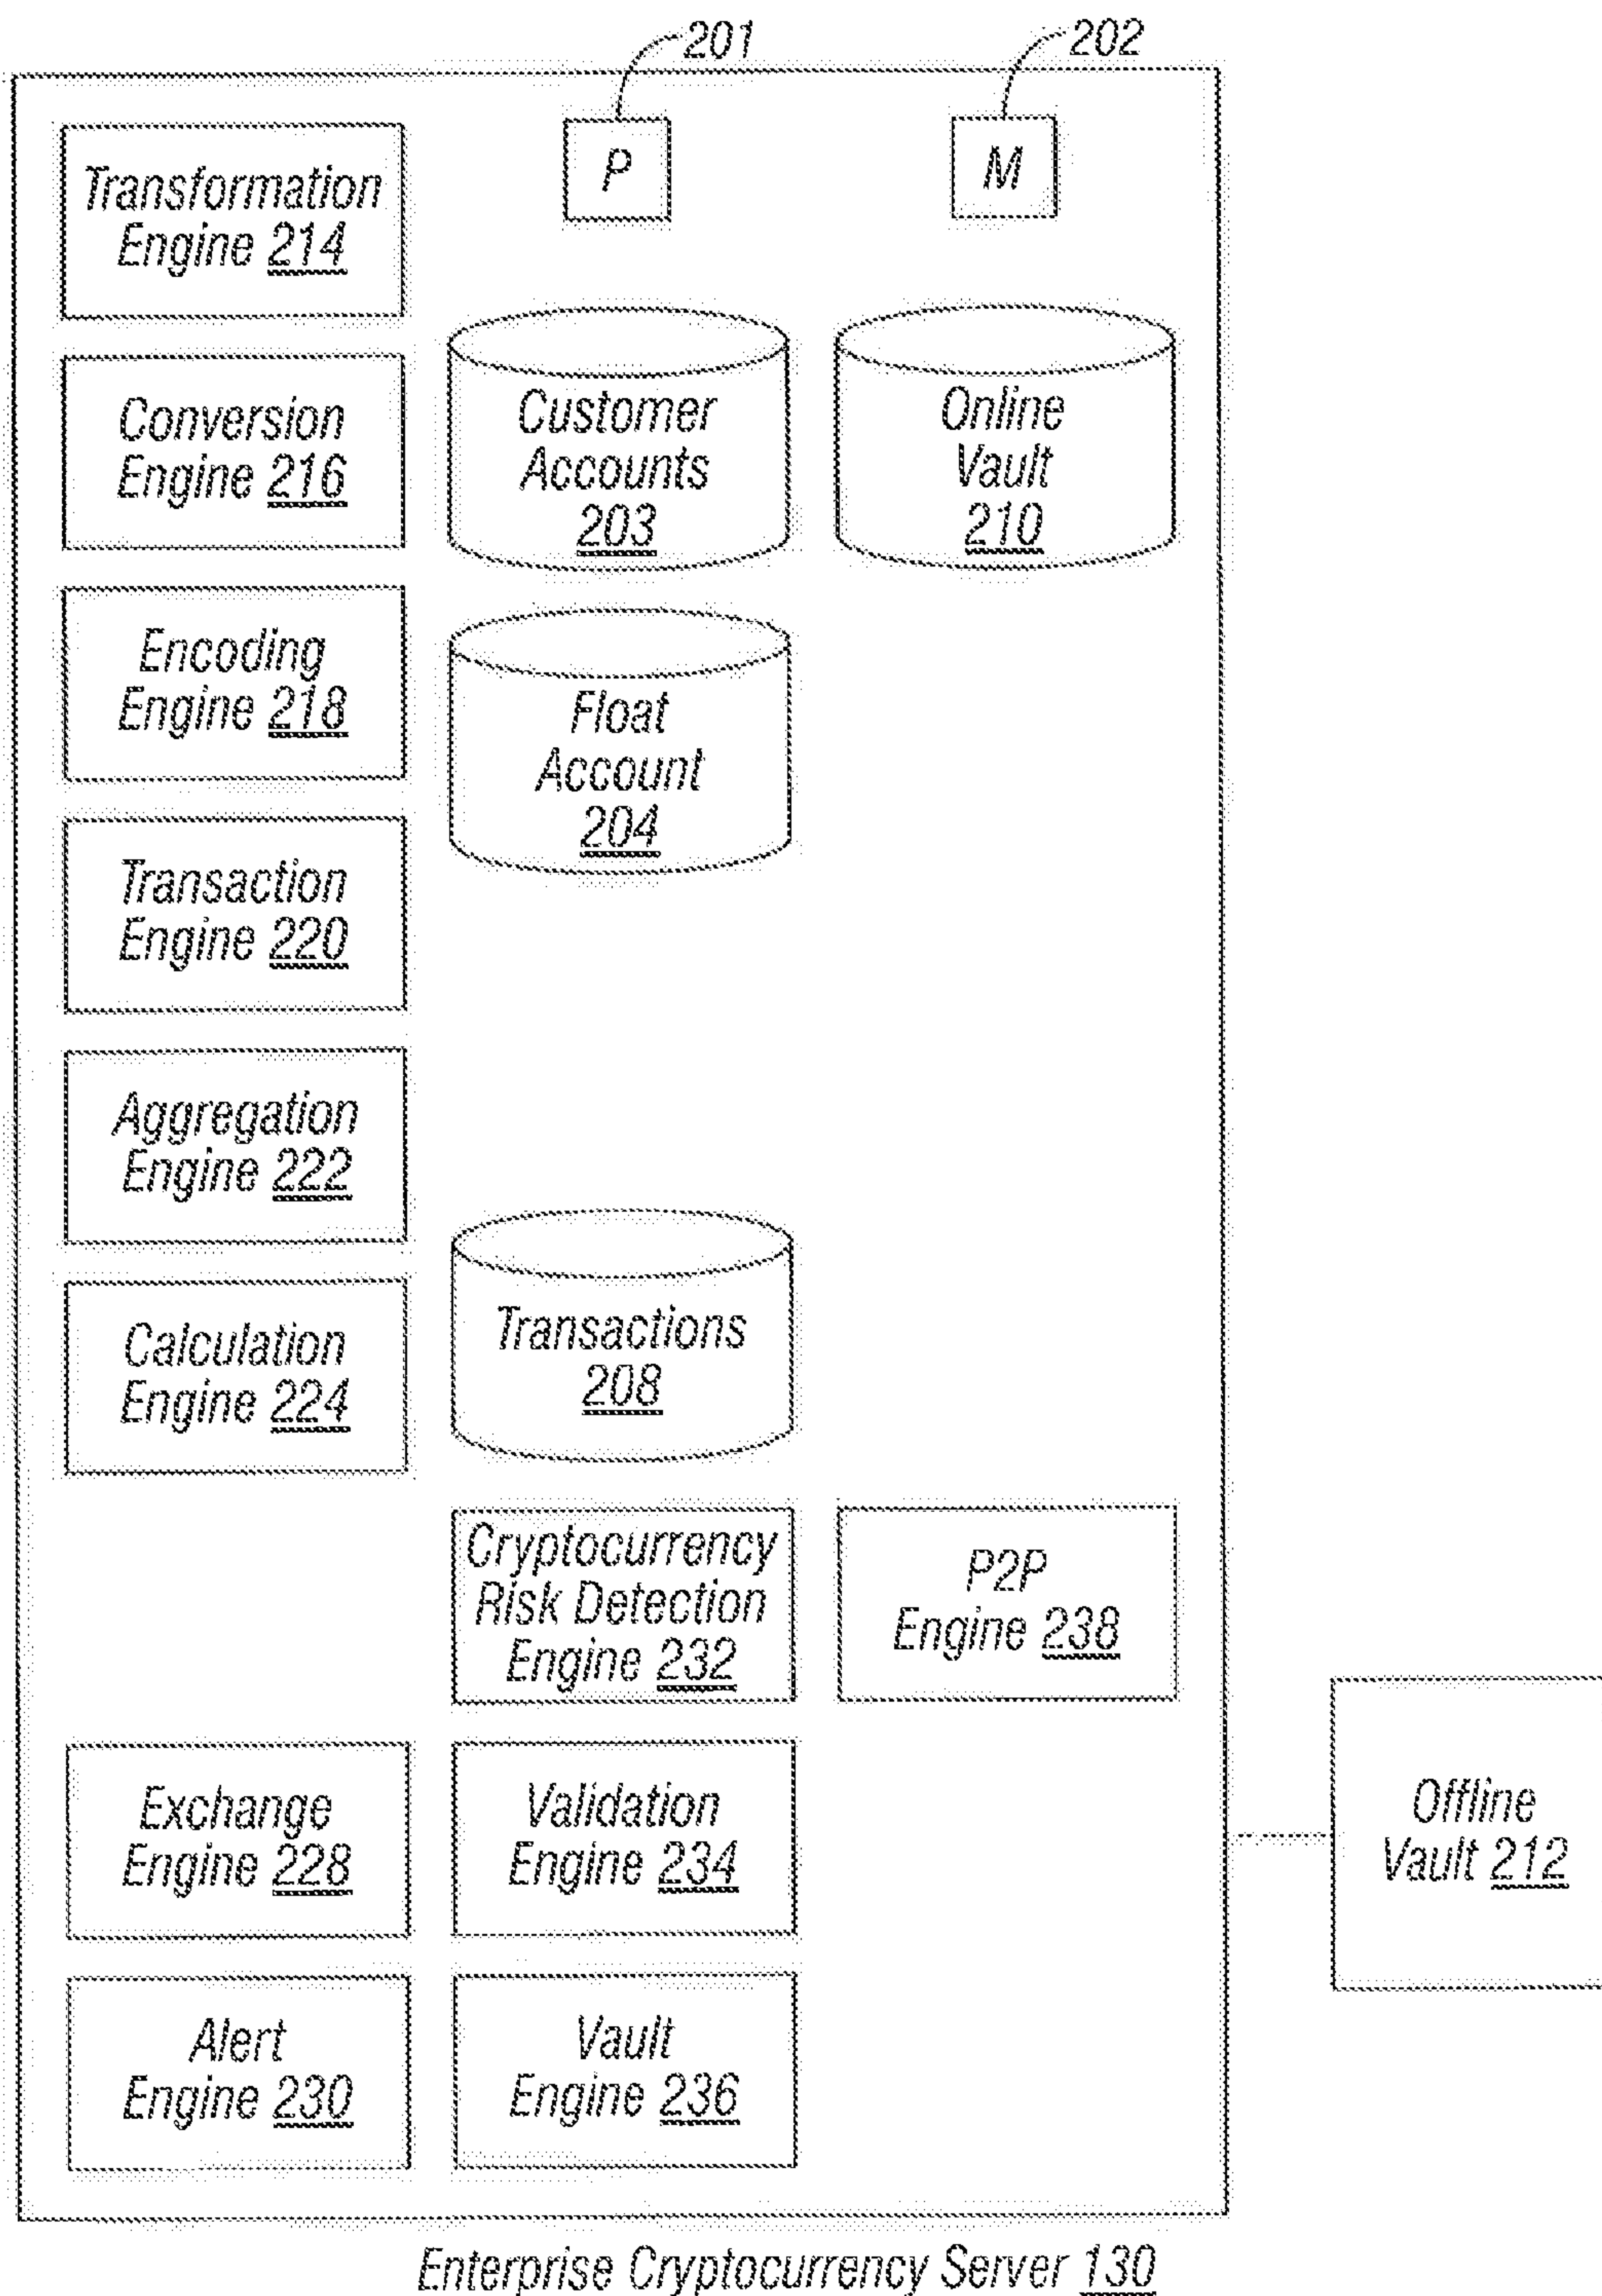 201
202
P
M
Transformation
Engine 214
Conversion
Engine 216
Customer
Accounts
203
Online
Vault
210
Encoding
Engine 218
Float
Account
204
Transaction
Engine 220
Aggregation
Engine 222
Calculation
Engine 224
Transactions
208
Cryptocurrency
Risk Detection
Engine 232
P2P
Engine 238
Exchange
Engine 228
Validation
Engine 234
Offline
Vault 212
Alert
Engine 230
Vault
Engine 236
Enterprise Cryptocurrency Server 130